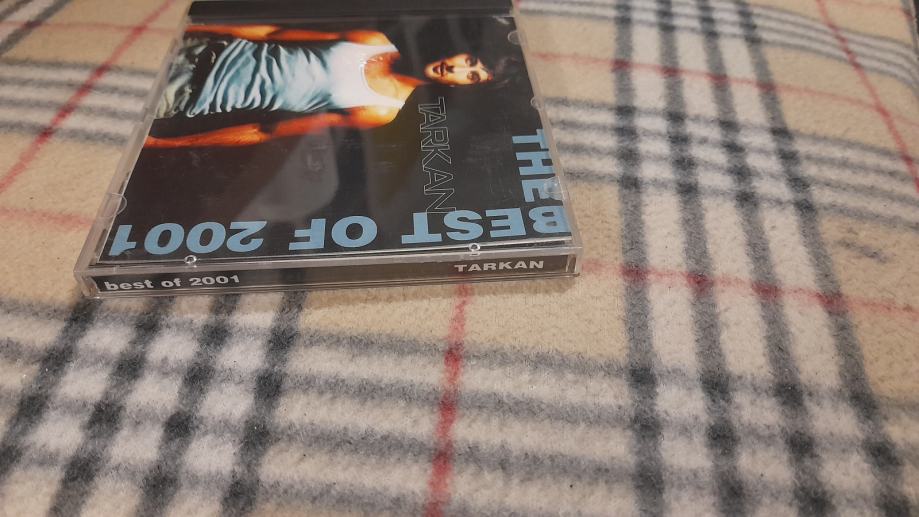 TARKAN
THE
BEST OF 2001
best of 2001
TARKAN